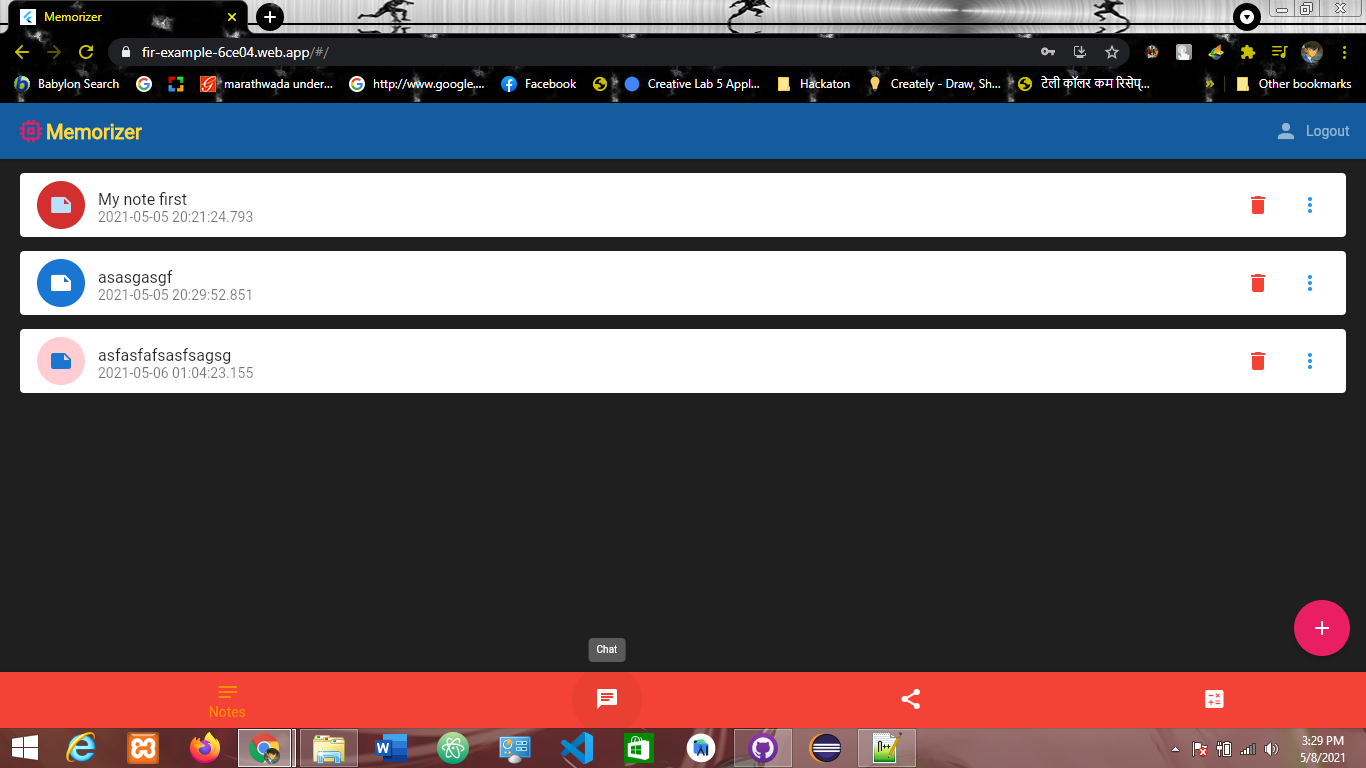 Memorizer
fir-example-6ce04.web.app/#/
Babylon Search
marathwada under...
http://www.google,...
Facebook
Creative Lab 5 Appl...
Hackaton
Creately - Draw, Sh...
टेली कॉलर कम रिसेप्...
»
Other bookmarks
Memorizer
Logout
My note first
2021-05-05 20:21:24.793
asasgasgf
2021-05-05 20:29:52.851
asfasfafsasfsagsg
2021-05-06 01:04:23.155
Chat
Notes
3:29 PM
5/8/2021